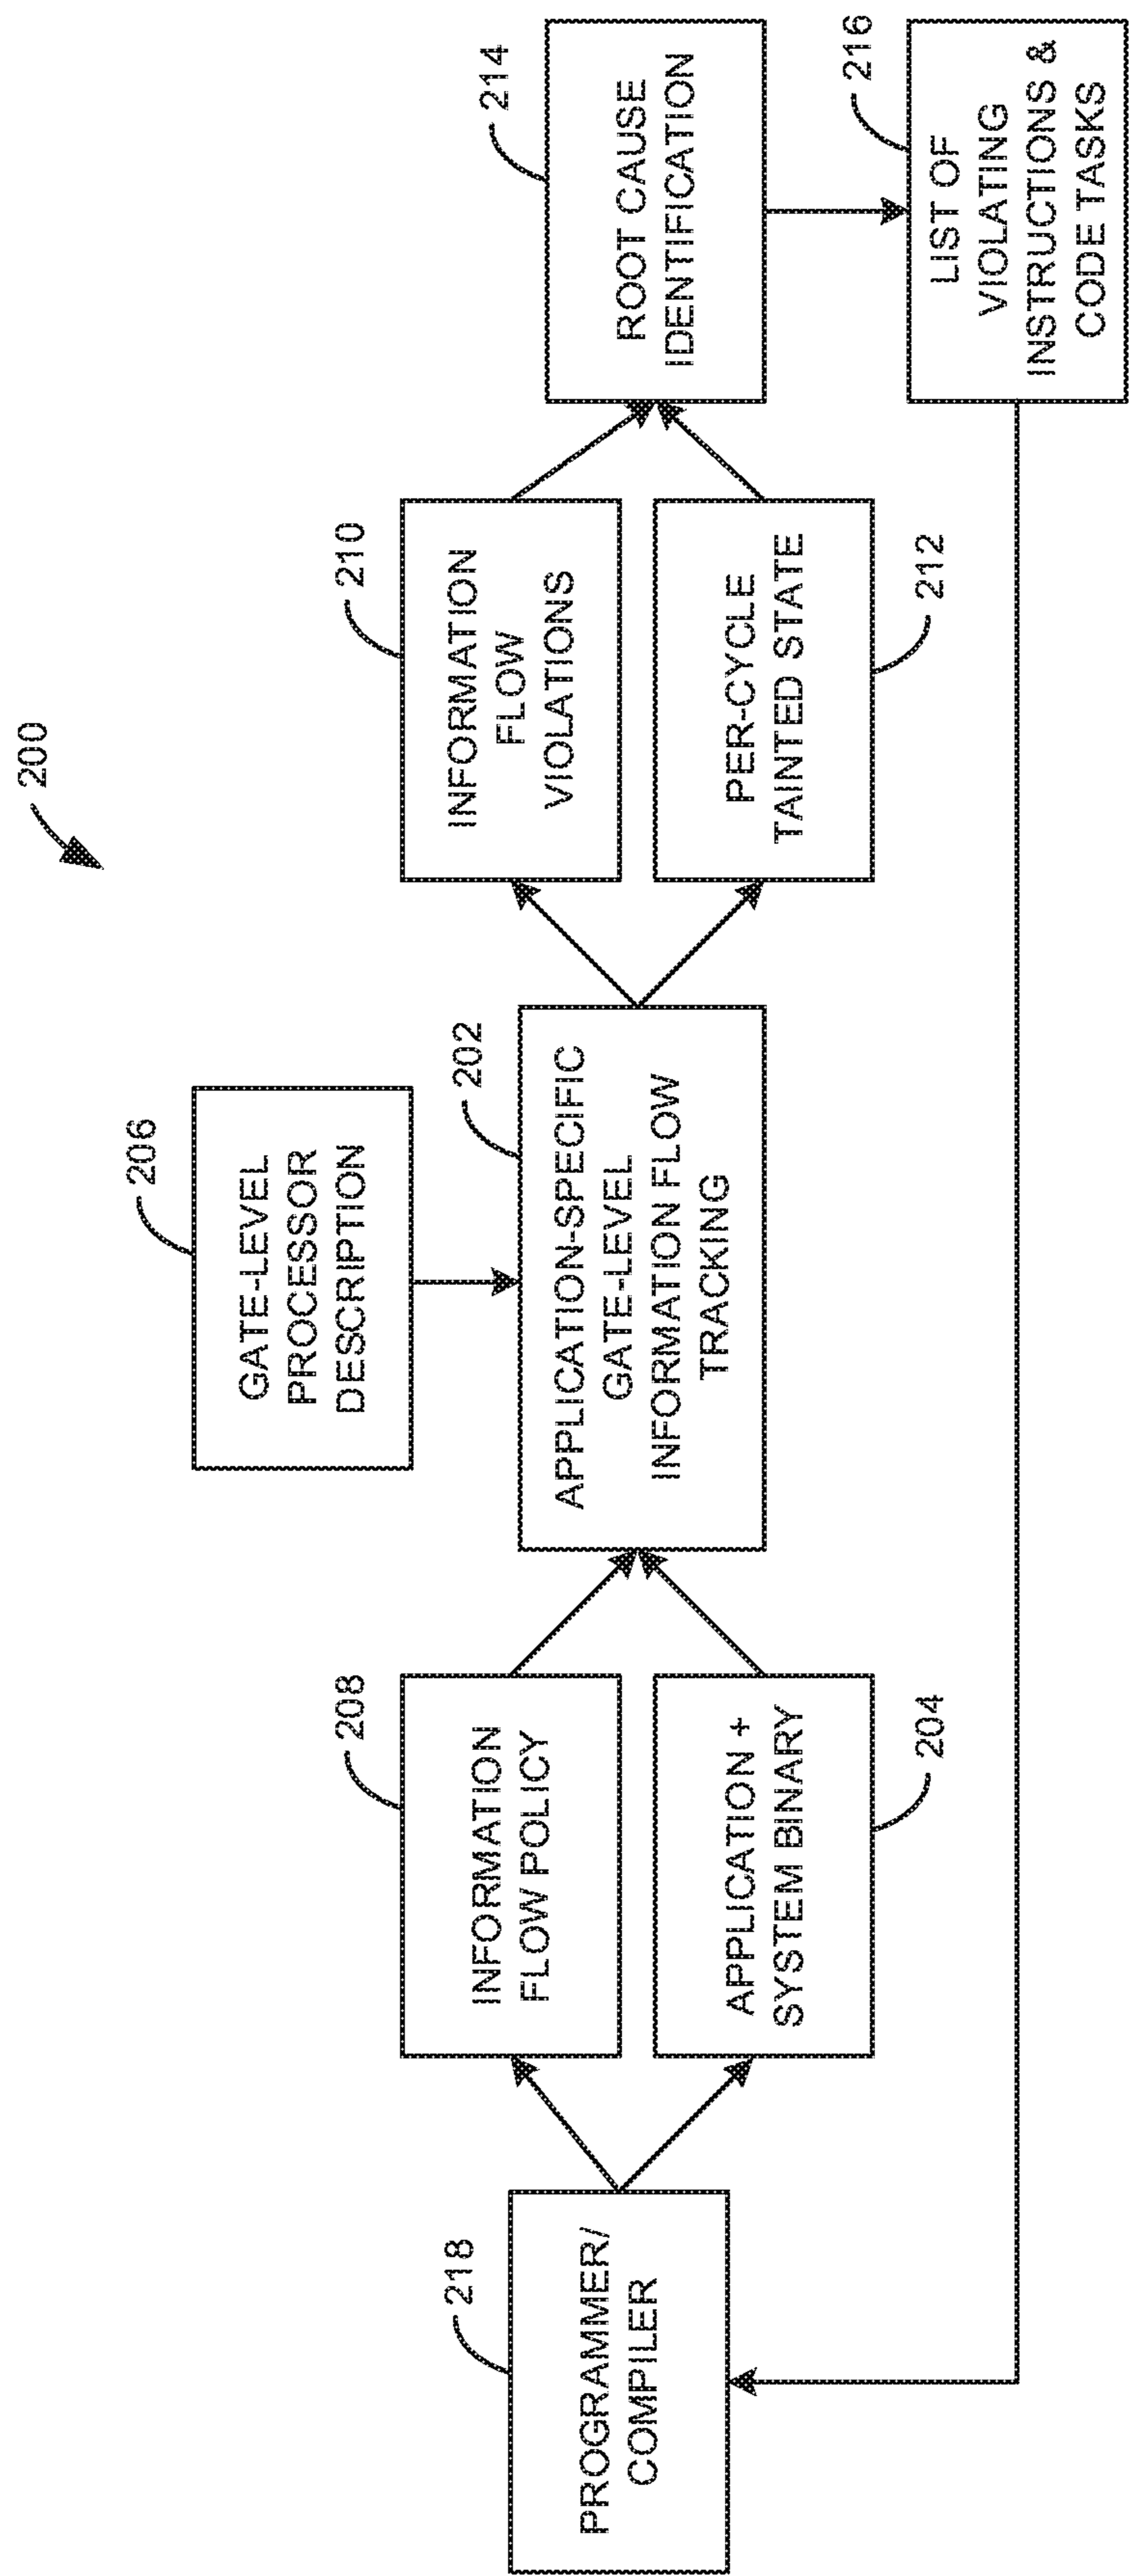 200
206
GATE-LEVEL
PROCESSOR
DESCRIPTION
218
PROGRAMMER/
COMPILER
208
INFORMATION
FLOW POLICY
APPLICATION +
SYSTEM BINARY
204
202
APPLICATION-SPECIFIC
GATE-LEVEL
INFORMATION FLOW
TRACKING
210
INFORMATION
FLOW
VIOLATIONS
PER-CYCLE
TAINTED STATE
212
214
ROOT CAUSE
IDENTIFICATION
216
LIST OF
VIOLATING
INSTRUCTIONS &
CODE TASKS